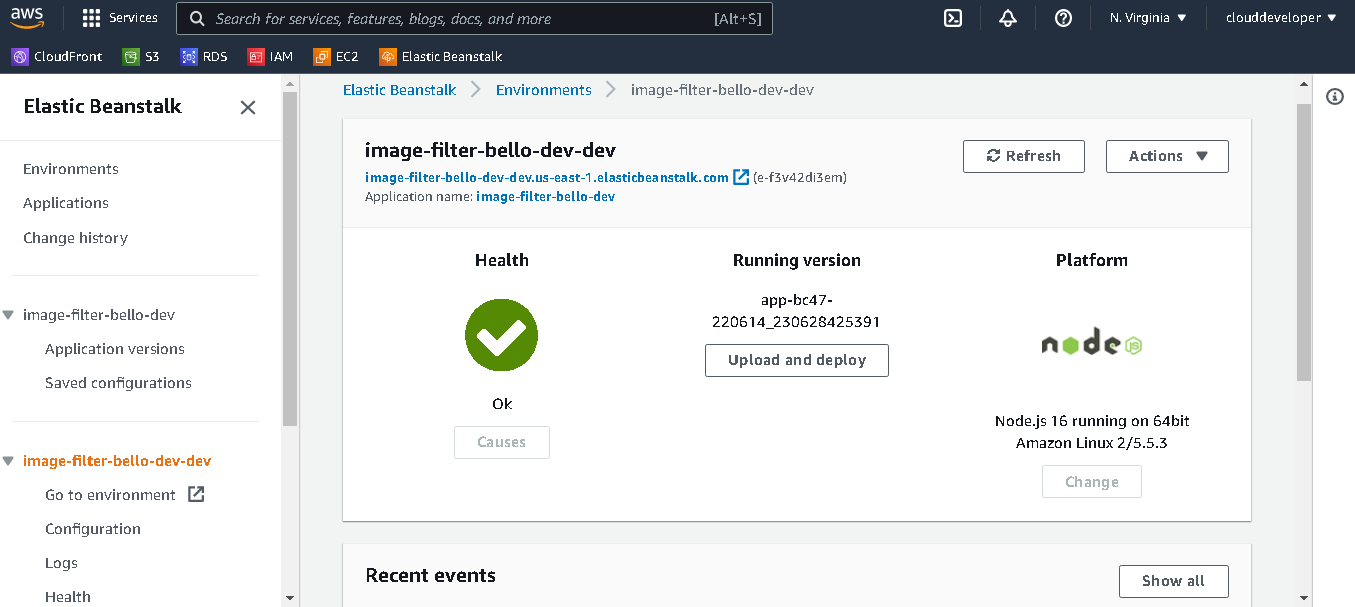 aws
Services
Search for services, features, blogs, docs, and more
[Alt+S]
N. Virginia
clouddeveloper
CloudFront
S3
RDS
IAM
EC2
Elastic Beanstalk
Elastic Beanstalk
Environments
Applications
Change history
image-filter-bello-dev
Application versions
Saved configurations
image-filter-bello-dev-dev
Go to environment
Configuration
Logs
Health
Elastic Beanstalk
Environments
image-filter-bello-dev-dev
image-filter-bello-dev-dev
image-filter-bello-dev-dev.us-east-1.elasticbeanstalk.com (e-f3v42di3em)
Application name: image-filter-bello-dev
Refresh
Actions
Health
Ok
Causes
Running version
app-bc47-
220614_230628425391
Upload and deploy
Platform
node JS
Node.js 16 running on 64bit
Amazon Linux 2/5.5.3
Change
Recent events
Show all